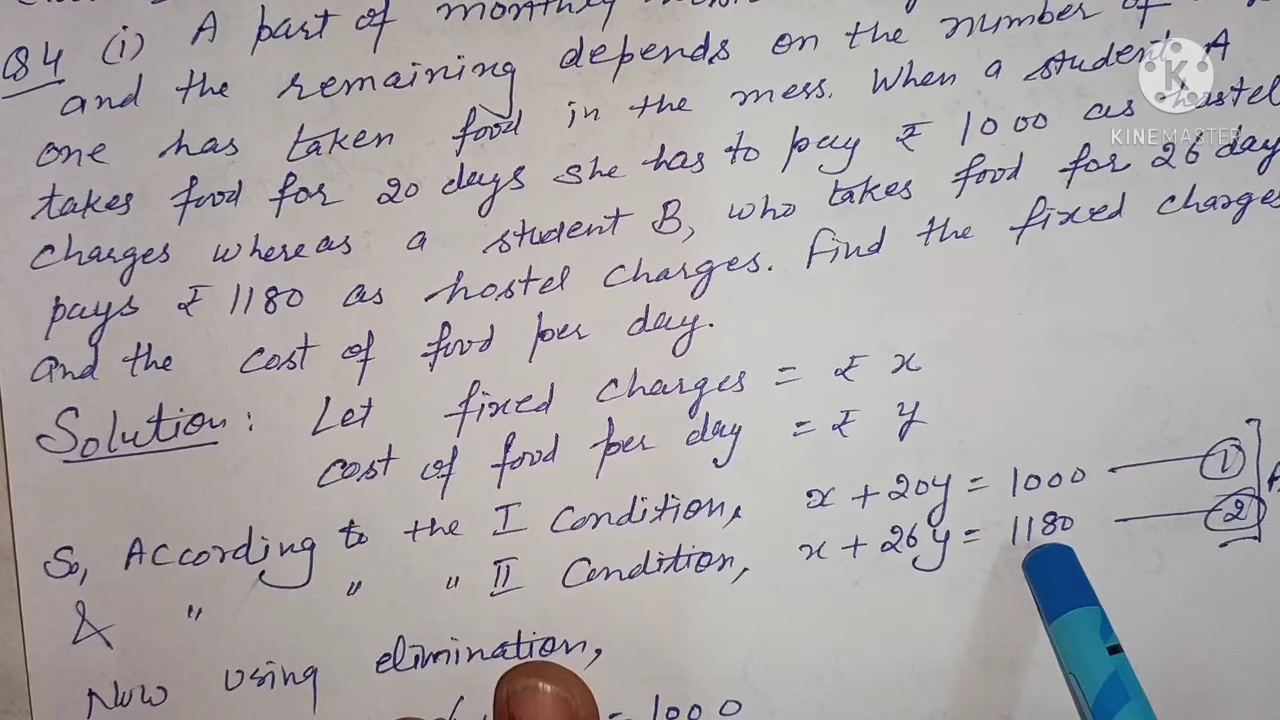 Q4 (i) A part of monthly
and the remaining depends on the number of
one has taken food in the mess. When a student A
takes food for 20 days she has to pay ₹ 1000 as hostel
charges whereas a student B, who takes food for 26 day
pays ₹ 1180 as hostel charges. Find the fixed charges
and the cost of food per day.
Solution: Let fixed charges = ₹ x
cost of food per day = ₹ y
So, According to the I Condition, x + 20y = 1000 — ①
& " " " II Condition, x + 26y = 1180 — ②
Now using elimination,
= 1000
K
KINEMASTER